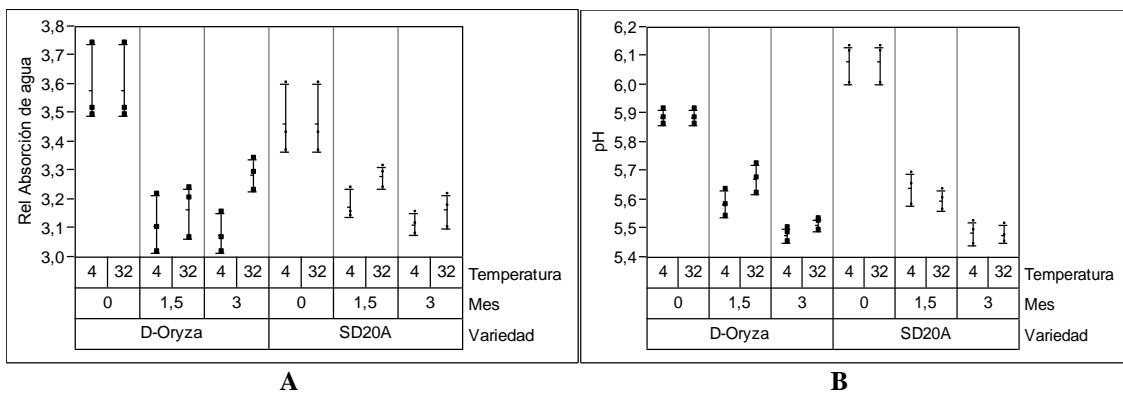 3,8
3,7
3,6
3,5
3,4
3,3
3,2
3,1
3,0
Rel Absorción de agua
4 32 4 32 4 32 4 32 4 32 4 32 Temperatura
0 1,5 3 0 1,5 3 Mes
D-Oryza SD20A Variedad
A
6,2
6,1
6,0
5,9
5,8
5,7
5,6
5,5
5,4
pH
4 32 4 32 4 32 4 32 4 32 4 32 Temperatura
0 1,5 3 0 1,5 3 Mes
D-Oryza SD20A Variedad
B